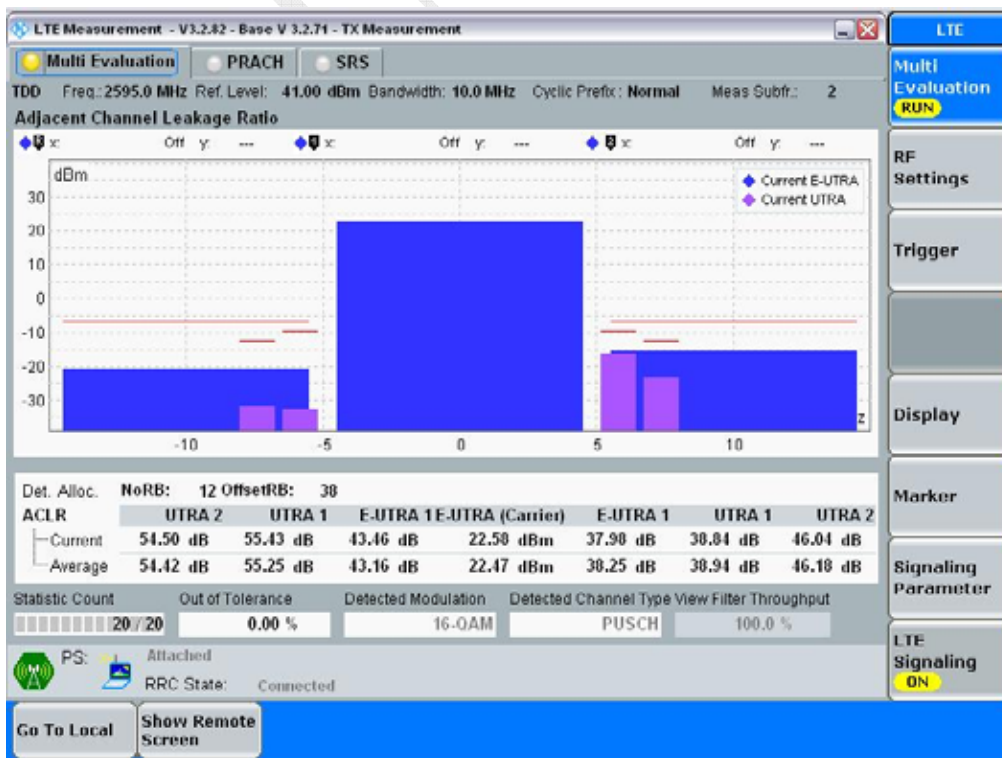 LTE Measurement - V3.2.82 - Base V 3.2.71 - TX Measurement
LTE
Multi Evaluation PRACH SRS
Multi Evaluation RUN
TDD Freq.: 2595.0 MHz Ref. Level: 41.00 dBm Bandwidth: 10.0 MHz Cyclic Prefix: Normal Meas Subfr.: 2
Adjacent Channel Leakage Ratio
x: Off y: --- x: Off y: --- x: Off y: ---
dBm
Current E-UTRA
Current UTRA
30
20
10
0
-10
-20
-30
z
-10 -5 0 5 10
RF Settings
Trigger
Display
Marker
Signaling Parameter
LTE Signaling ON
Det. Alloc. NoRB: 12 OffsetRB: 38
ACLR UTRA 2 UTRA 1 E-UTRA 1 E-UTRA (Carrier) E-UTRA 1 UTRA 1 UTRA 2
Current 54.50 dB 55.43 dB 43.46 dB 22.58 dBm 37.98 dB 38.84 dB 46.04 dB
Average 54.42 dB 55.25 dB 43.16 dB 22.47 dBm 38.25 dB 38.94 dB 46.18 dB
Statistic Count Out of Tolerance Detected Modulation Detected Channel Type View Filter Throughput
20 / 20 0.00 % 16-QAM PUSCH 100.0 %
PS: Attached
RRC State: Connected
Go To Local
Show Remote Screen